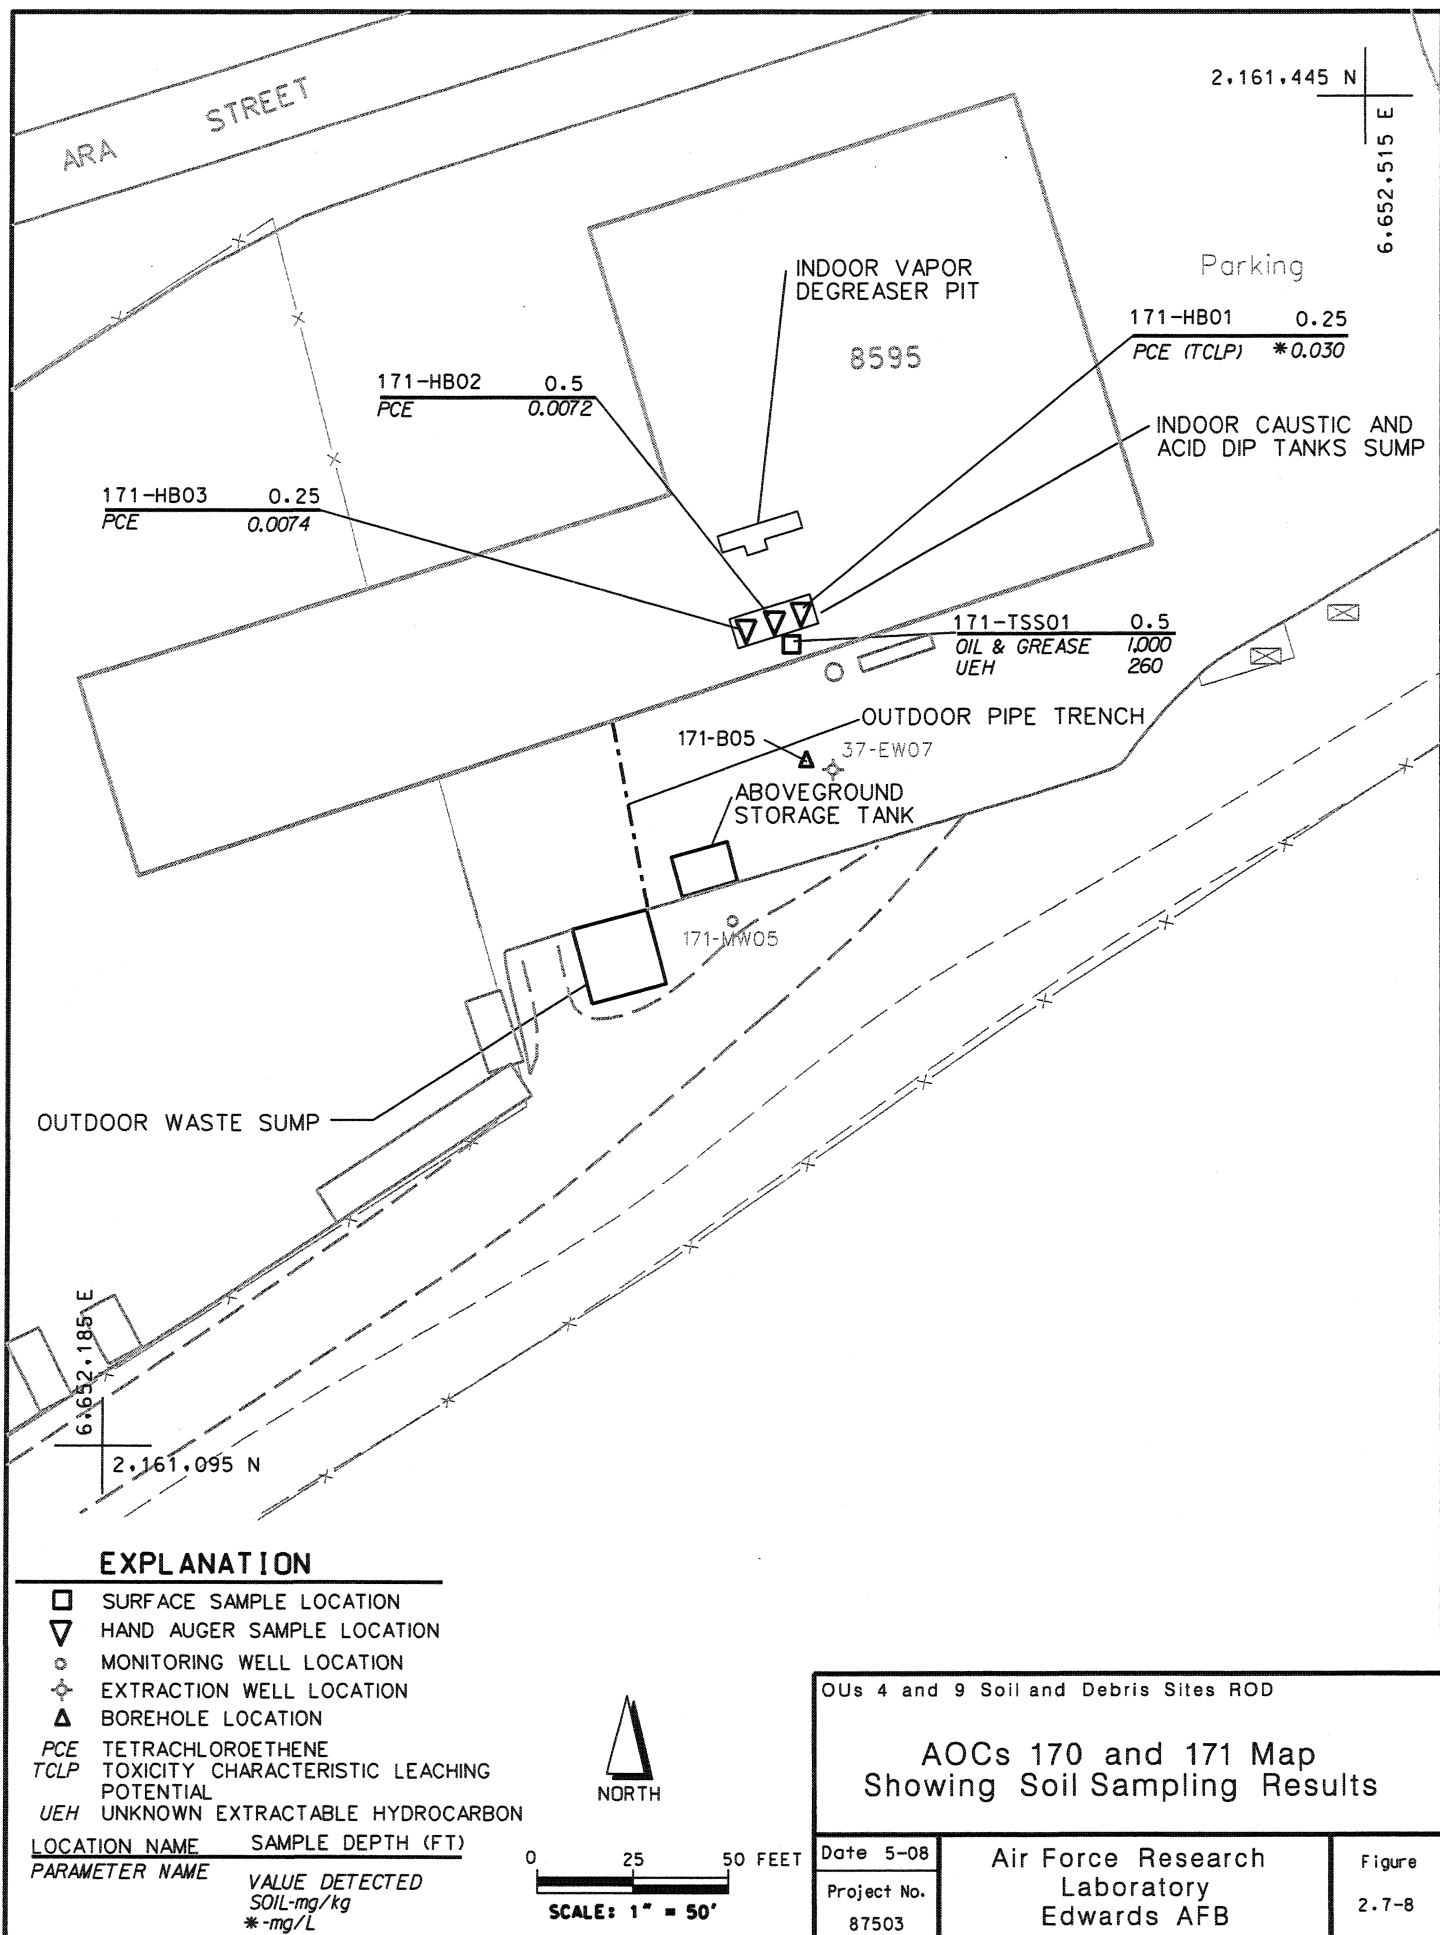 ARA STREET
2,161,445 N
6,652,515 E
Parking
INDOOR VAPOR
DEGREASER PIT
8595
171-HB01 0.25
PCE (TCLP) *0.030
171-HB02 0.5
PCE 0.0072
INDOOR CAUSTIC AND
ACID DIP TANKS SUMP
171-HB03 0.25
PCE 0.0074
171-TSS01 0.5
OIL & GREASE 1,000
UEH 260
OUTDOOR PIPE TRENCH
171-B05
37-EW07
ABOVEGROUND
STORAGE TANK
171-MW05
OUTDOOR WASTE SUMP
6,652,185 E
2,161,095 N
EXPLANATION
SURFACE SAMPLE LOCATION
HAND AUGER SAMPLE LOCATION
MONITORING WELL LOCATION
EXTRACTION WELL LOCATION
BOREHOLE LOCATION
PCE TETRACHLOROETHENE
TCLP TOXICITY CHARACTERISTIC LEACHING
POTENTIAL
UEH UNKNOWN EXTRACTABLE HYDROCARBON
LOCATION NAME SAMPLE DEPTH (FT)
PARAMETER NAME VALUE DETECTED
SOIL-mg/kg
*-mg/L
NORTH
0 25 50 FEET
SCALE: 1" = 50'
OUs 4 and 9 Soil and Debris Sites ROD
AOCs 170 and 171 Map
Showing Soil Sampling Results
Date 5-08
Project No.
87503
Air Force Research
Laboratory
Edwards AFB
Figure
2.7-8